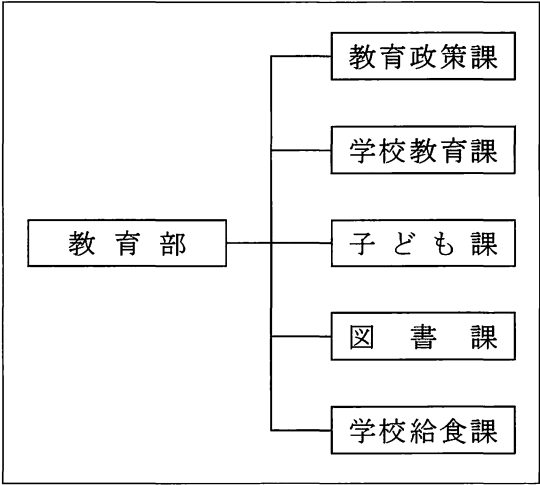 教育部
教育政策課
学校教育課
子ども課
図書課
学校給食課